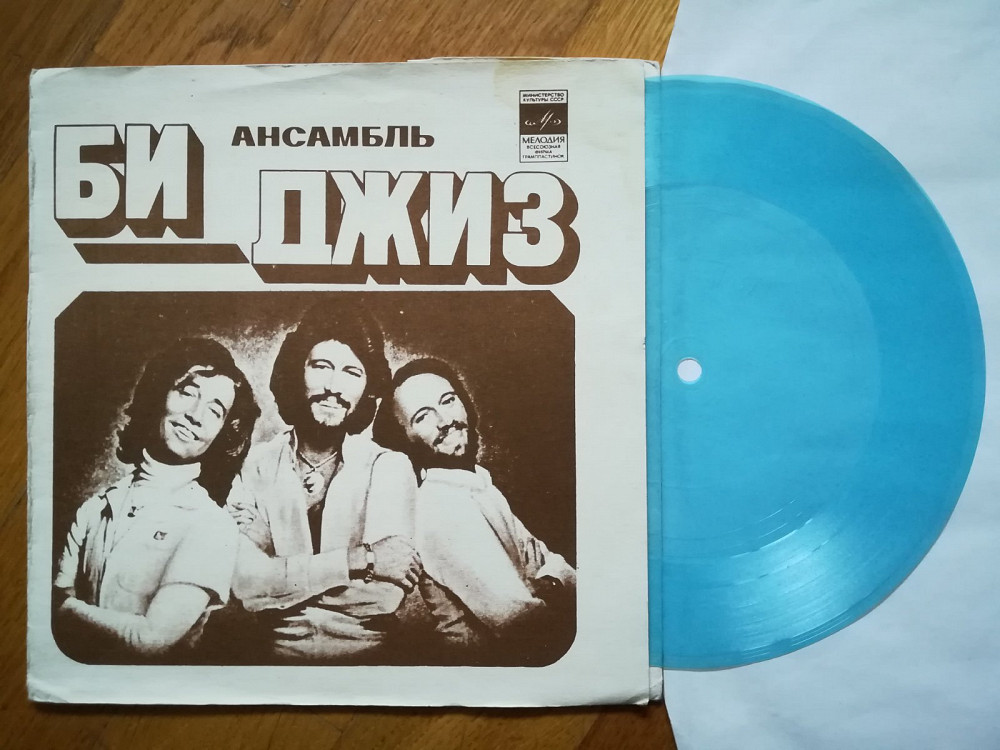 АНСАМБЛЬ
БИ ДЖИЗ
МИНИСТЕРСТВО
КУЛЬТУРЫ СССР
МЕЛОДИЯ
ВСЕСОЮЗНАЯ
ФИРМА
ГРАМПЛАСТИНОК